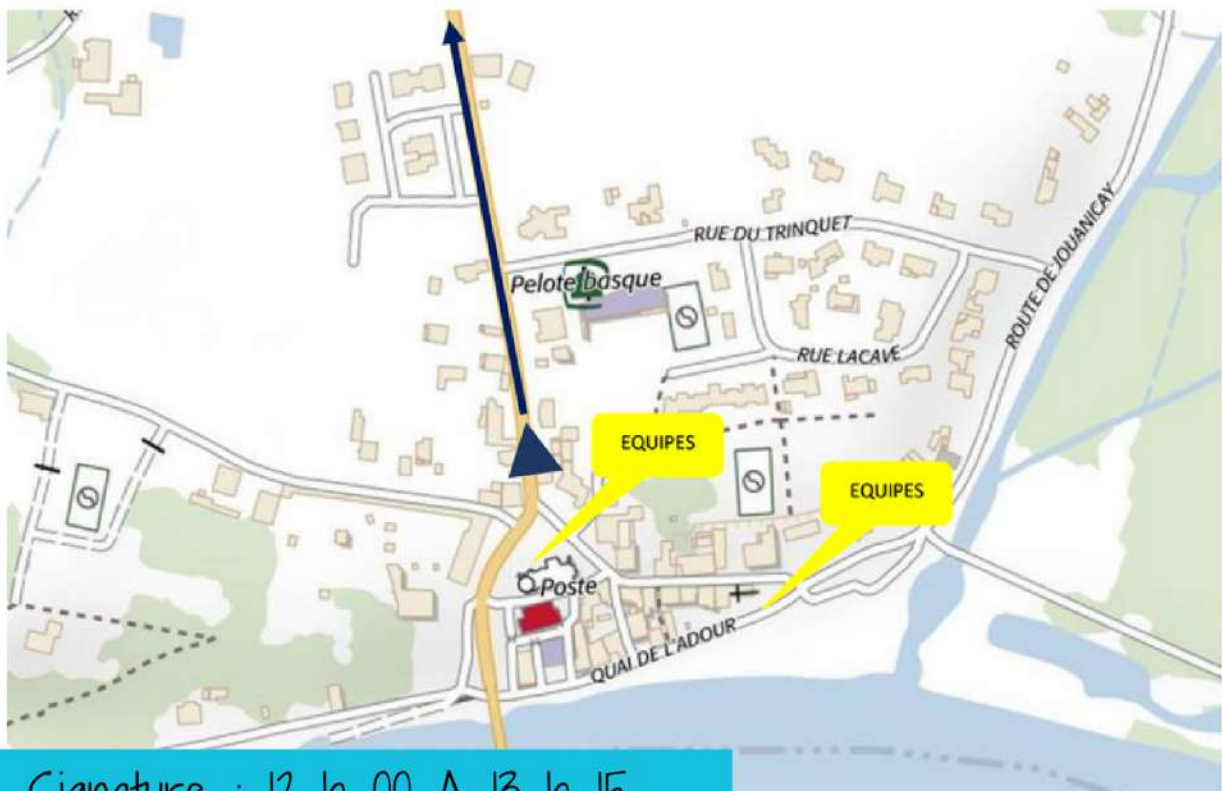 RUE DU TRINQUET
Pelote basque
ROUTE DE JOUANICAY
RUE LACAVE
EQUIPES
EQUIPES
Poste
QUAI DE L'ADOUR
Signature : 12 h 00 A 13 h 15